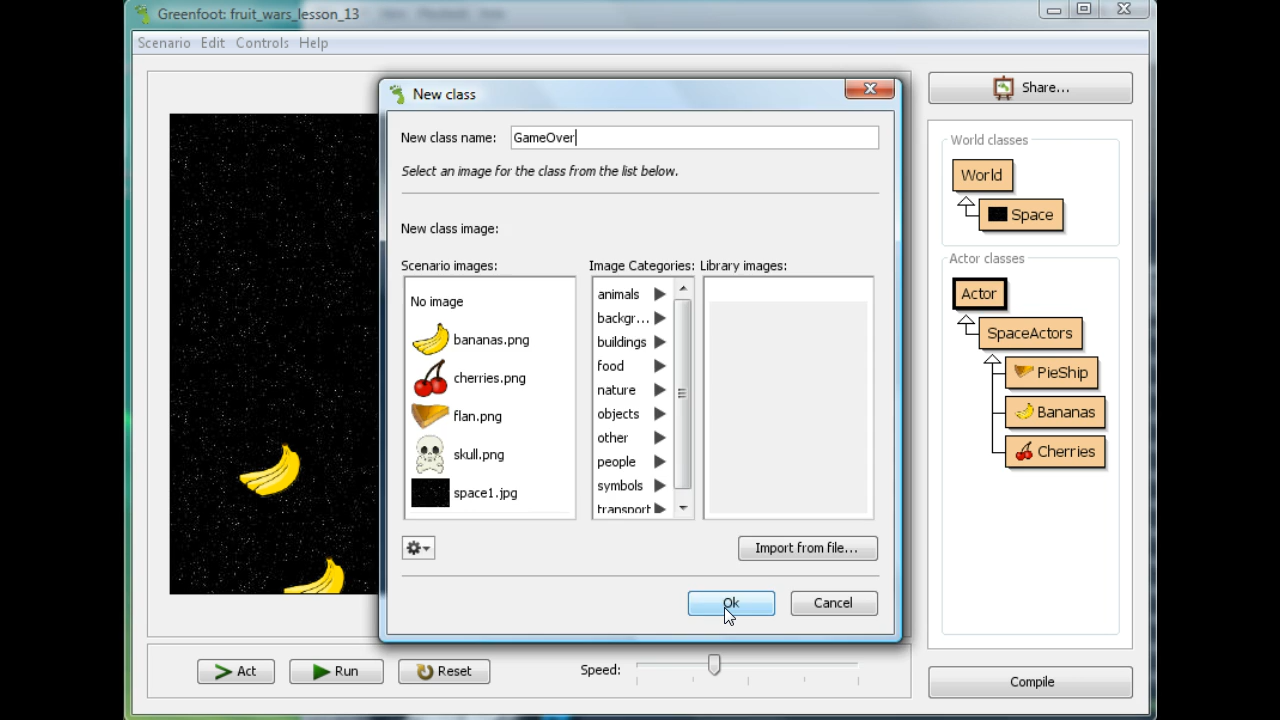 Greenfoot: fruit_wars_lesson_13
Scenario Edit Controls Help
New class
New class name: GameOver
Select an image for the class from the list below.
New class image:
Scenario images:
No image
bananas.png
cherries.png
flan.png
skull.png
space1.jpg
Image Categories:
animals
backgr...
buildings
food
nature
objects
other
people
symbols
transport
Library images:
Import from file...
Ok Cancel
Share...
World classes
World
Space
Actor classes
Actor
SpaceActors
PieShip
Bananas
Cherries
Act Run Reset Speed:
Compile